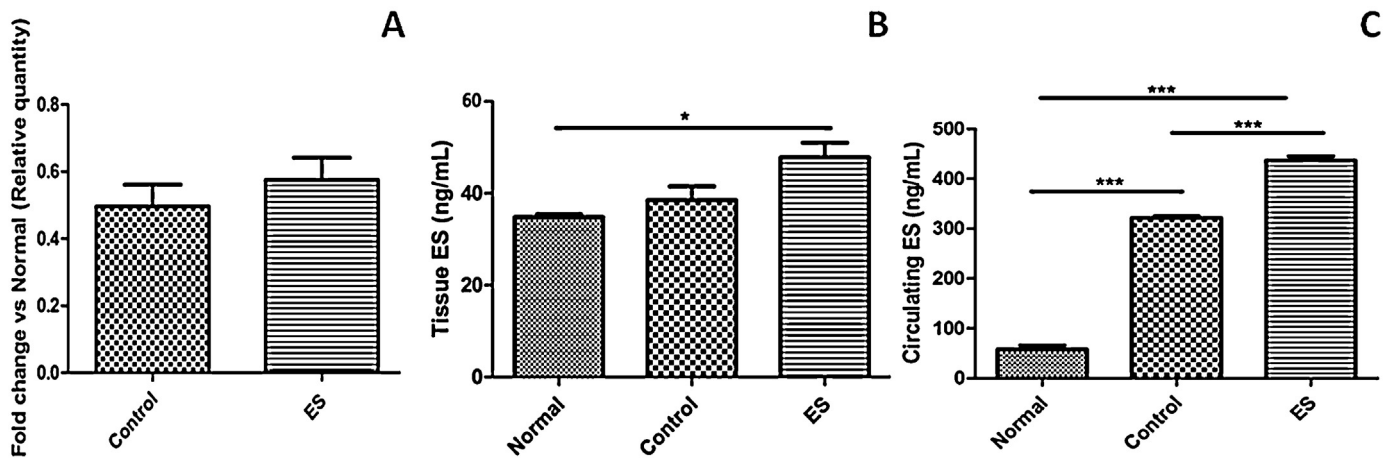 A
Fold change vs Normal (Relative quantity)
0.8
0.6
0.4
0.2
0.0
Control
ES
B
Tissue ES (ng/mL)
60
40
20
0
*
Normal
Control
ES
C
Circulating ES (ng/mL)
500
400
300
200
100
0
***
***
***
Normal
Control
ES